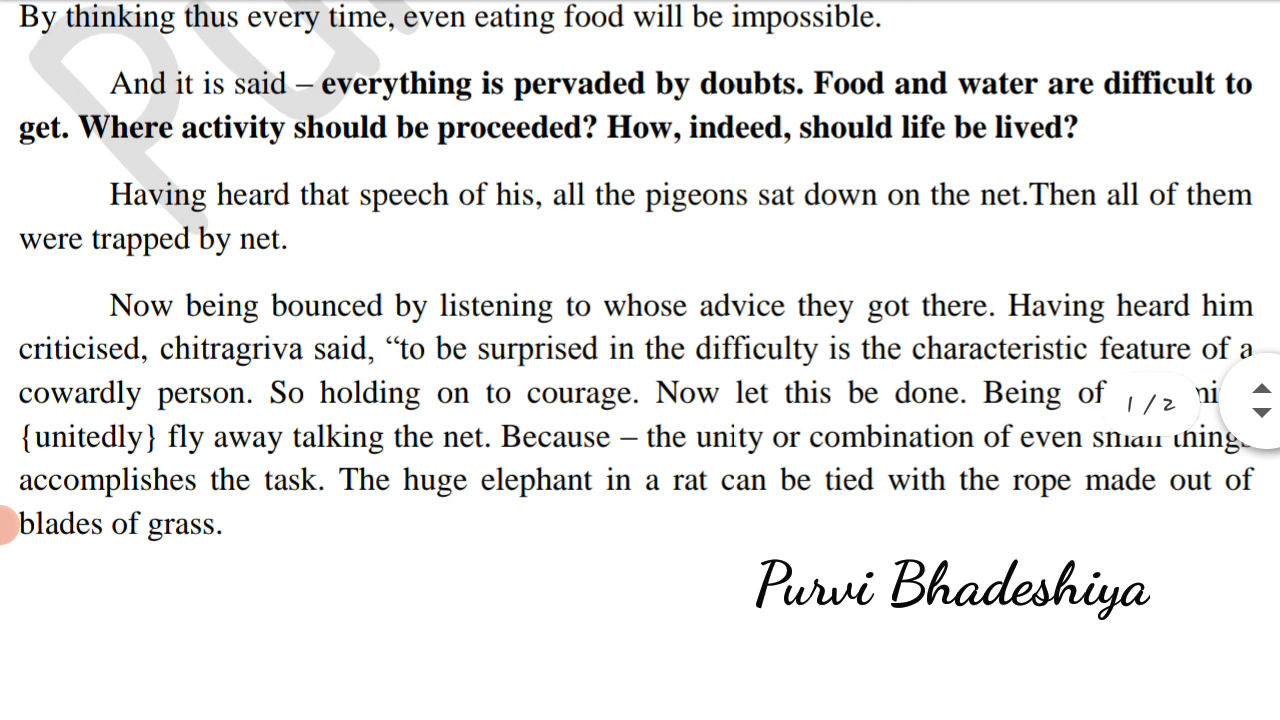 By thinking thus every time, even eating food will be impossible.
And it is said – everything is pervaded by doubts. Food and water are difficult to
get. Where activity should be proceeded? How, indeed, should life be lived?
Having heard that speech of his, all the pigeons sat down on the net.Then all of them
were trapped by net.
Now being bounced by listening to whose advice they got there. Having heard him
criticised, chitragriva said, “to be surprised in the difficulty is the characteristic feature of a
cowardly person. So holding on to courage. Now let this be done. Being of
1 / 2
{unitedly} fly away talking the net. Because – the unity or combination of even small things
accomplishes the task. The huge elephant in a rat can be tied with the rope made out of
blades of grass.
Purvi Bhadeshiya